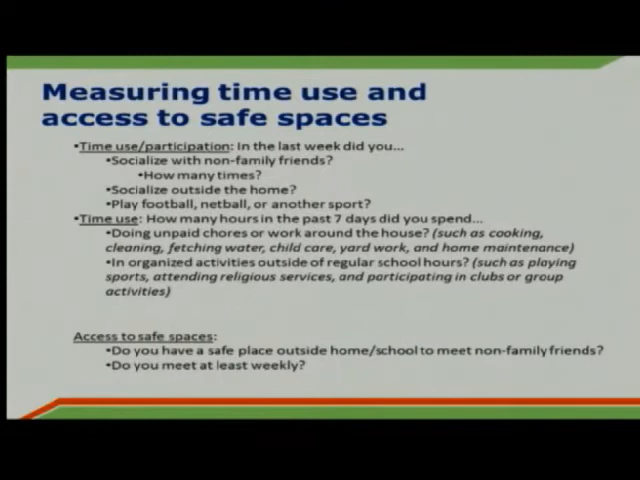 Measuring time use and
access to safe spaces
•Time use/participation: In the last week did you...
•Socialize with non-family friends?
•How many times?
•Socialize outside the home?
•Play football, netball, or another sport?
•Time use: How many hours in the past 7 days did you spend...
•Doing unpaid chores or work around the house? (such as cooking,
cleaning, fetching water, child care, yard work, and home maintenance)
•In organized activities outside of regular school hours? (such as playing
sports, attending religious services, and participating in clubs or group
activities)
Access to safe spaces:
•Do you have a safe place outside home/school to meet non-family friends?
•Do you meet at least weekly?